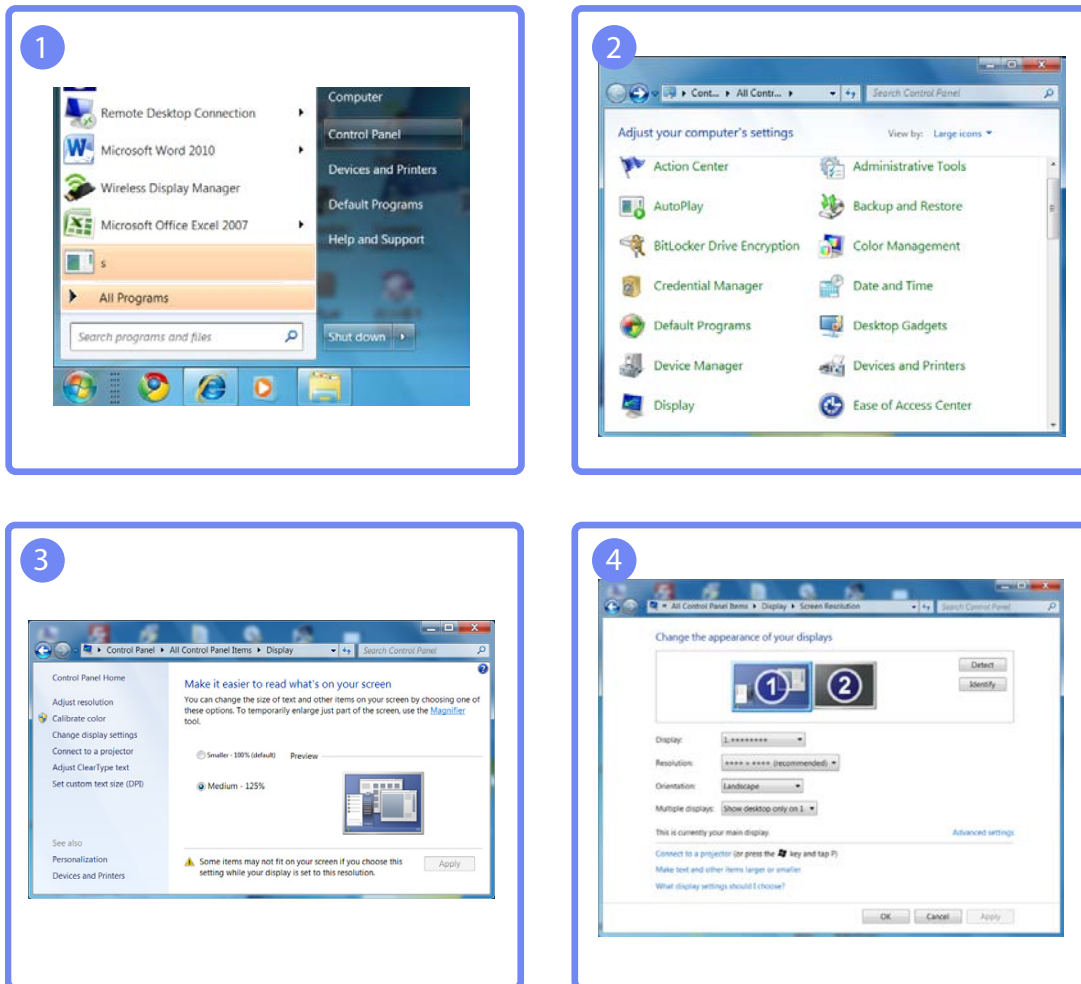 1
Remote Desktop Connection
Microsoft Word 2010
Wireless Display Manager
Microsoft Office Excel 2007
s
All Programs
Search programs and files
Computer
Control Panel
Devices and Printers
Default Programs
Help and Support
Shut down
2
Cont... All Contr...
Search Control Panel
Adjust your computer's settings
View by: Large icons
Action Center
Administrative Tools
AutoPlay
Backup and Restore
BitLocker Drive Encryption
Color Management
Credential Manager
Date and Time
Default Programs
Desktop Gadgets
Device Manager
Devices and Printers
Display
Ease of Access Center
3
Control Panel All Control Panel Items Display
Search Control Panel
Control Panel Home
Adjust resolution
Calibrate color
Change display settings
Connect to a projector
Adjust ClearType text
Set custom text size (DPI)
See also
Personalization
Devices and Printers
Make it easier to read what's on your screen
You can change the size of text and other items on your screen by choosing one of
these options. To temporarily enlarge just part of the screen, use the Magnifier
tool.
Smaller - 100% (default) Preview
Medium - 125%
Some items may not fit on your screen if you choose this
setting while your display is set to this resolution.
Apply
4
All Control Panel Items Display Screen Resolution
Search Control Panel
Change the appearance of your displays
1 2
Detect
Identify
Display: 1.********
Resolution: **** × **** (recommended)
Orientation: Landscape
Multiple displays: Show desktop only on 1
This is currently your main display.
Advanced settings
Connect to a projector (or press the key and tap P)
Make text and other items larger or smaller
What display settings should I choose?
OK Cancel Apply